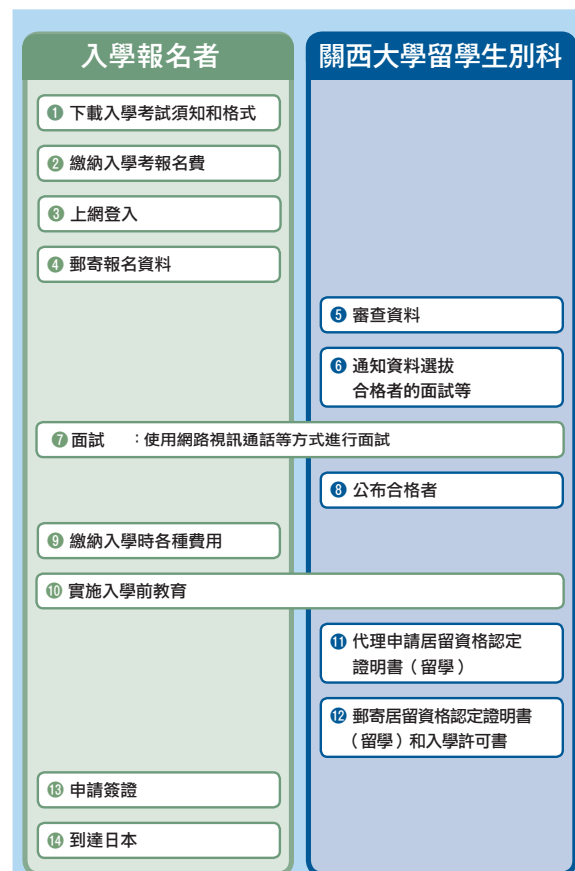 入學報名者
關西大學留學生別科
❶ 下載入學考試須知和格式
❷ 繳納入學考報名費
❸ 上網登入
❹ 郵寄報名資料
❺ 審查資料
❻ 通知資料選拔
合格者的面試等
❼ 面試 :使用網路視訊通話等方式進行面試
❽ 公布合格者
❾ 繳納入學時各種費用
❿ 實施入學前教育
⓫ 代理申請居留資格認定
證明書(留學)
⓬ 郵寄居留資格認定證明書
(留學)和入學許可書
⓭ 申請簽證
⓮ 到達日本